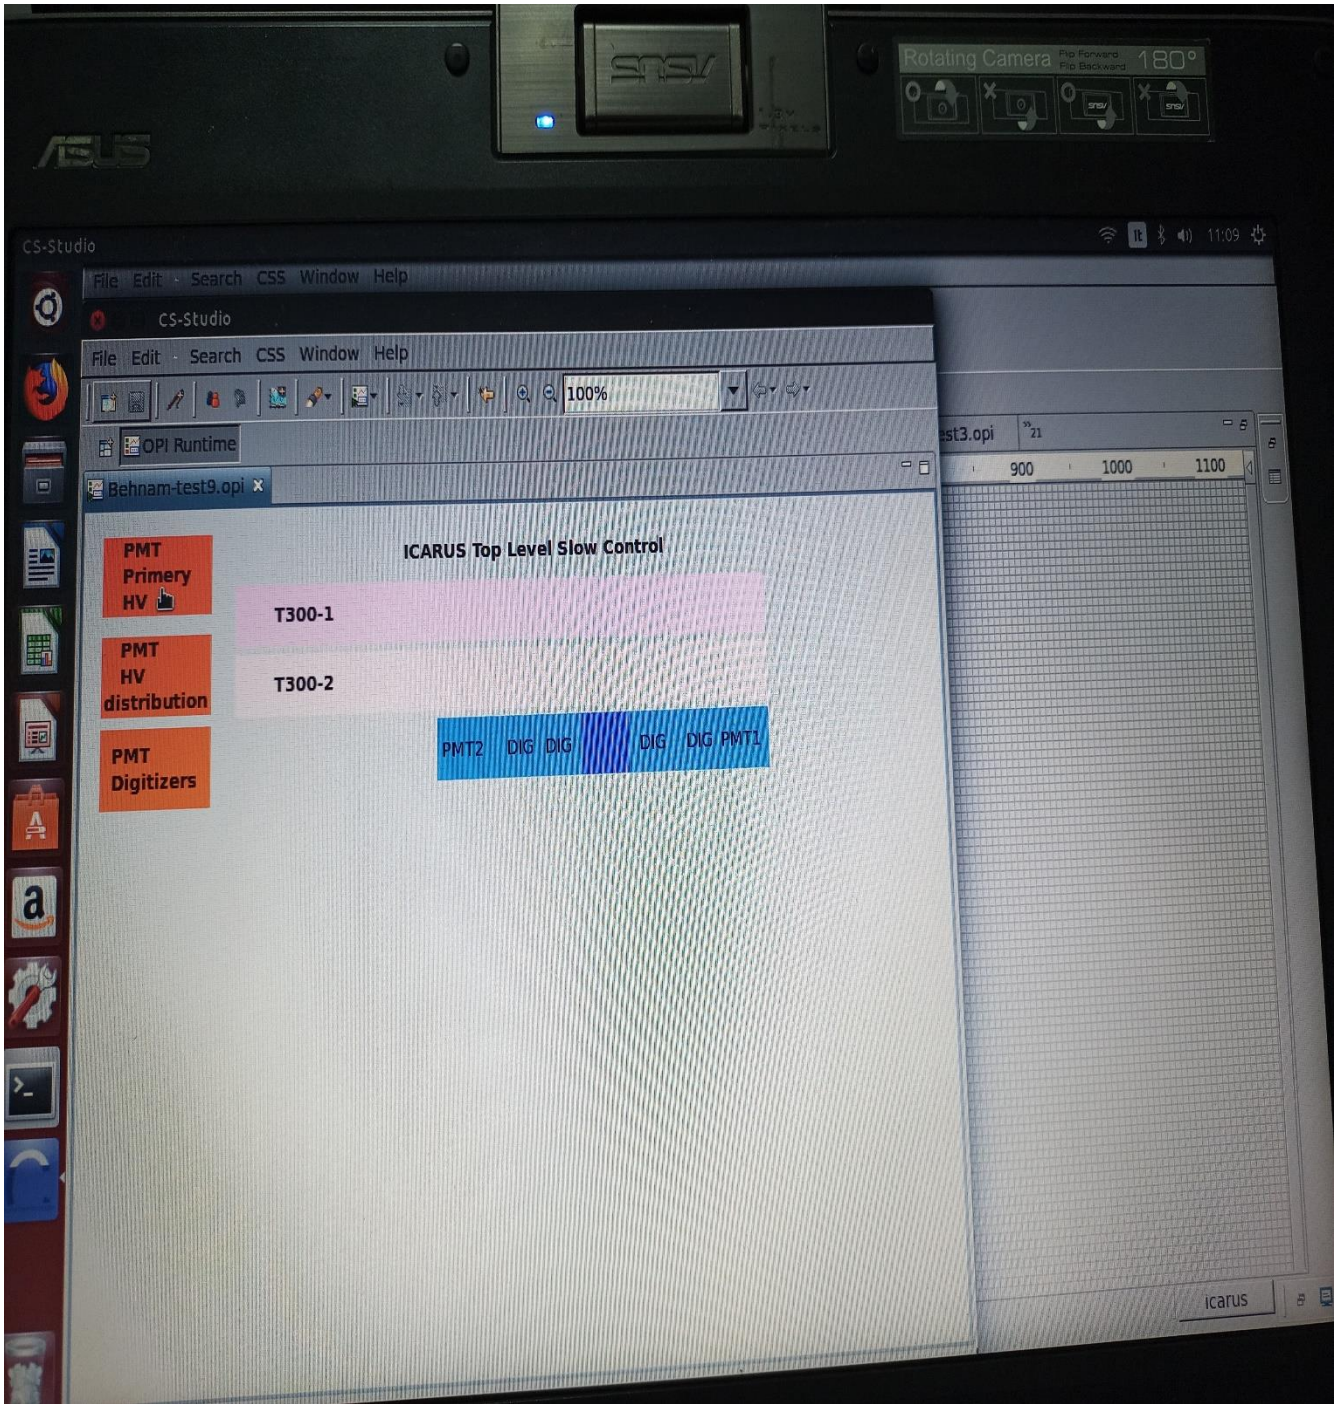 ASUS
Rotating Camera Flip Forward Flip Backward 180°
ASUS
CS-Studio
It 11:09
File Edit Search CSS Window Help
CS-Studio
File Edit Search CSS Window Help
100%
OPI Runtime
est3.opi
21
Behnam-test9.opi
900 1000 1100
PMT
Primery
HV
ICARUS Top Level Slow Control
T300-1
PMT
HV
distribution
T300-2
PMT2 DIG DIG DIG DIG PMT1
PMT
Digitizers
icarus